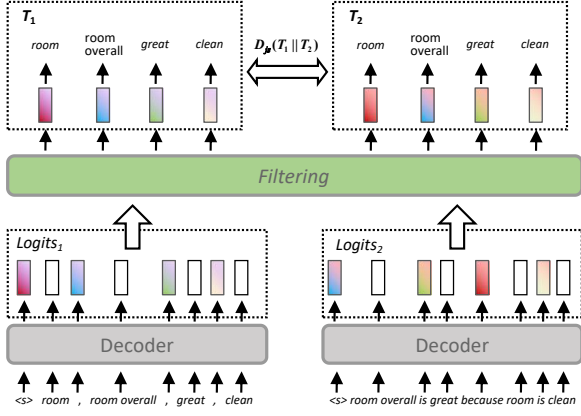 T₁
room
room overall
great
clean
D_js(T₁ || T₂)
T₂
room
room overall
great
clean
Filtering
Logits₁
Logits₂
Decoder
Decoder
<s> room , room overall , great , clean
<s> room overall is great because room is clean